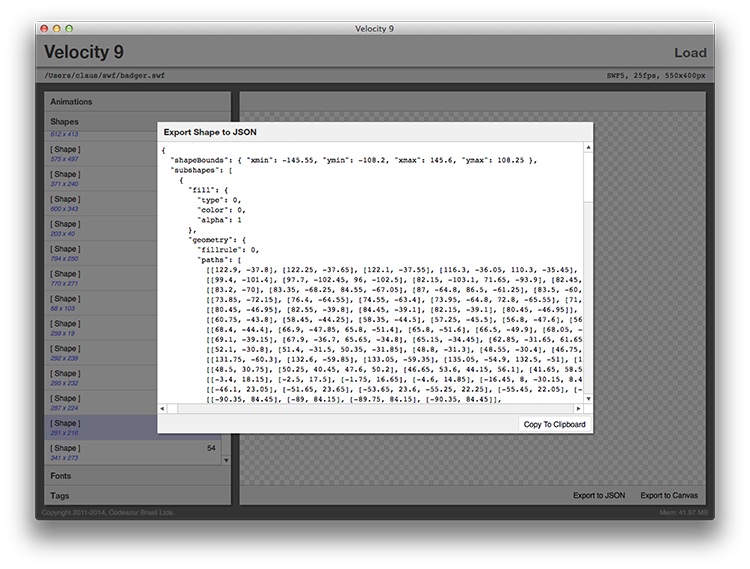 Velocity 9
Velocity 9
Load
/Users/claus/swf/badger.swf
SWF5, 25fps, 550x400px
Animations
Shapes
612 x 413
[ Shape ]
575 x 497
[ Shape ]
371 x 240
[ Shape ]
600 x 343
[ Shape ]
203 x 40
[ Shape ]
794 x 250
[ Shape ]
770 x 271
[ Shape ]
68 x 103
[ Shape ]
259 x 19
[ Shape ]
292 x 239
[ Shape ]
295 x 232
[ Shape ]
287 x 224
[ Shape ]
291 x 216
[ Shape ]
54
341 x 273
Fonts
Tags
Export Shape to JSON
{
"shapeBounds": { "xmin": -145.55, "ymin": -108.2, "xmax": 145.6, "ymax": 108.25 },
"subshapes": [
{
"fill": {
"type": 0,
"color": 0,
"alpha": 1
},
"geometry": {
"fillrule": 0,
"paths": [
[[122.9, -37.8], [122.25, -37.65], [122.1, -37.55], [116.3, -36.05, 110.3, -35.45],
[[99.4, -101.4], [97.7, -102.45, 96, -102.5], [82.15, -103.1, 71.65, -93.9], [82.45,
[[83.2, -70], [83.35, -68.25, 84.55, -67.05], [87, -64.8, 86.5, -61.25], [83.5, -60,
[73.85, -72.15], [76.4, -64.55], [74.55, -63.4], [73.95, -64.8, 72.8, -65.55], [71,
[[80.45, -46.95], [82.55, -39.8], [84.45, -39.1], [82.15, -39.1], [80.45, -46.95]],
[[60.75, -43.8], [58.45, -44.25], [58.35, -44.5], [57.25, -45.5], [56.8, -47.6], [56
[[68.4, -44.4], [66.9, -47.85, 65.8, -51.4], [65.8, -51.6], [66.5, -49.9], [68.05, -
[[69.1, -39.15], [67.9, -36.7, 65.65, -34.8], [65.15, -34.45], [62.85, -31.65, 61.65
[[52.1, -30.8], [51.4, -31.5, 50.35, -31.85], [48.8, -31.3], [48.55, -30.4], [46.75,
[[131.75, -60.3], [132.6, -59.85], [133.05, -59.35], [135.05, -54.9, 132.5, -51], [1
[[48.5, 30.75], [50.25, 40.45, 47.6, 50.2], [46.65, 53.6, 44.15, 56.1], [41.65, 58.5
[[-3.4, 18.15], [-2.5, 17.5], [-1.75, 16.65], [-4.6, 14.85], [-16.45, 8, -30.15, 8.4
[[-46.1, 23.05], [-51.65, 23.65], [-53.65, 23.6, -55.25, 22.25], [-55.45, 22.05], [-
[[-90.35, 84.45], [-89, 84.15], [-89.75, 84.15], [-90.35, 84.45]],
Copy To Clipboard
Export to JSON
Export to Canvas
Copyright 2011-2014, Codeazur Brasil Ltda.
Mem: 41.97 MB